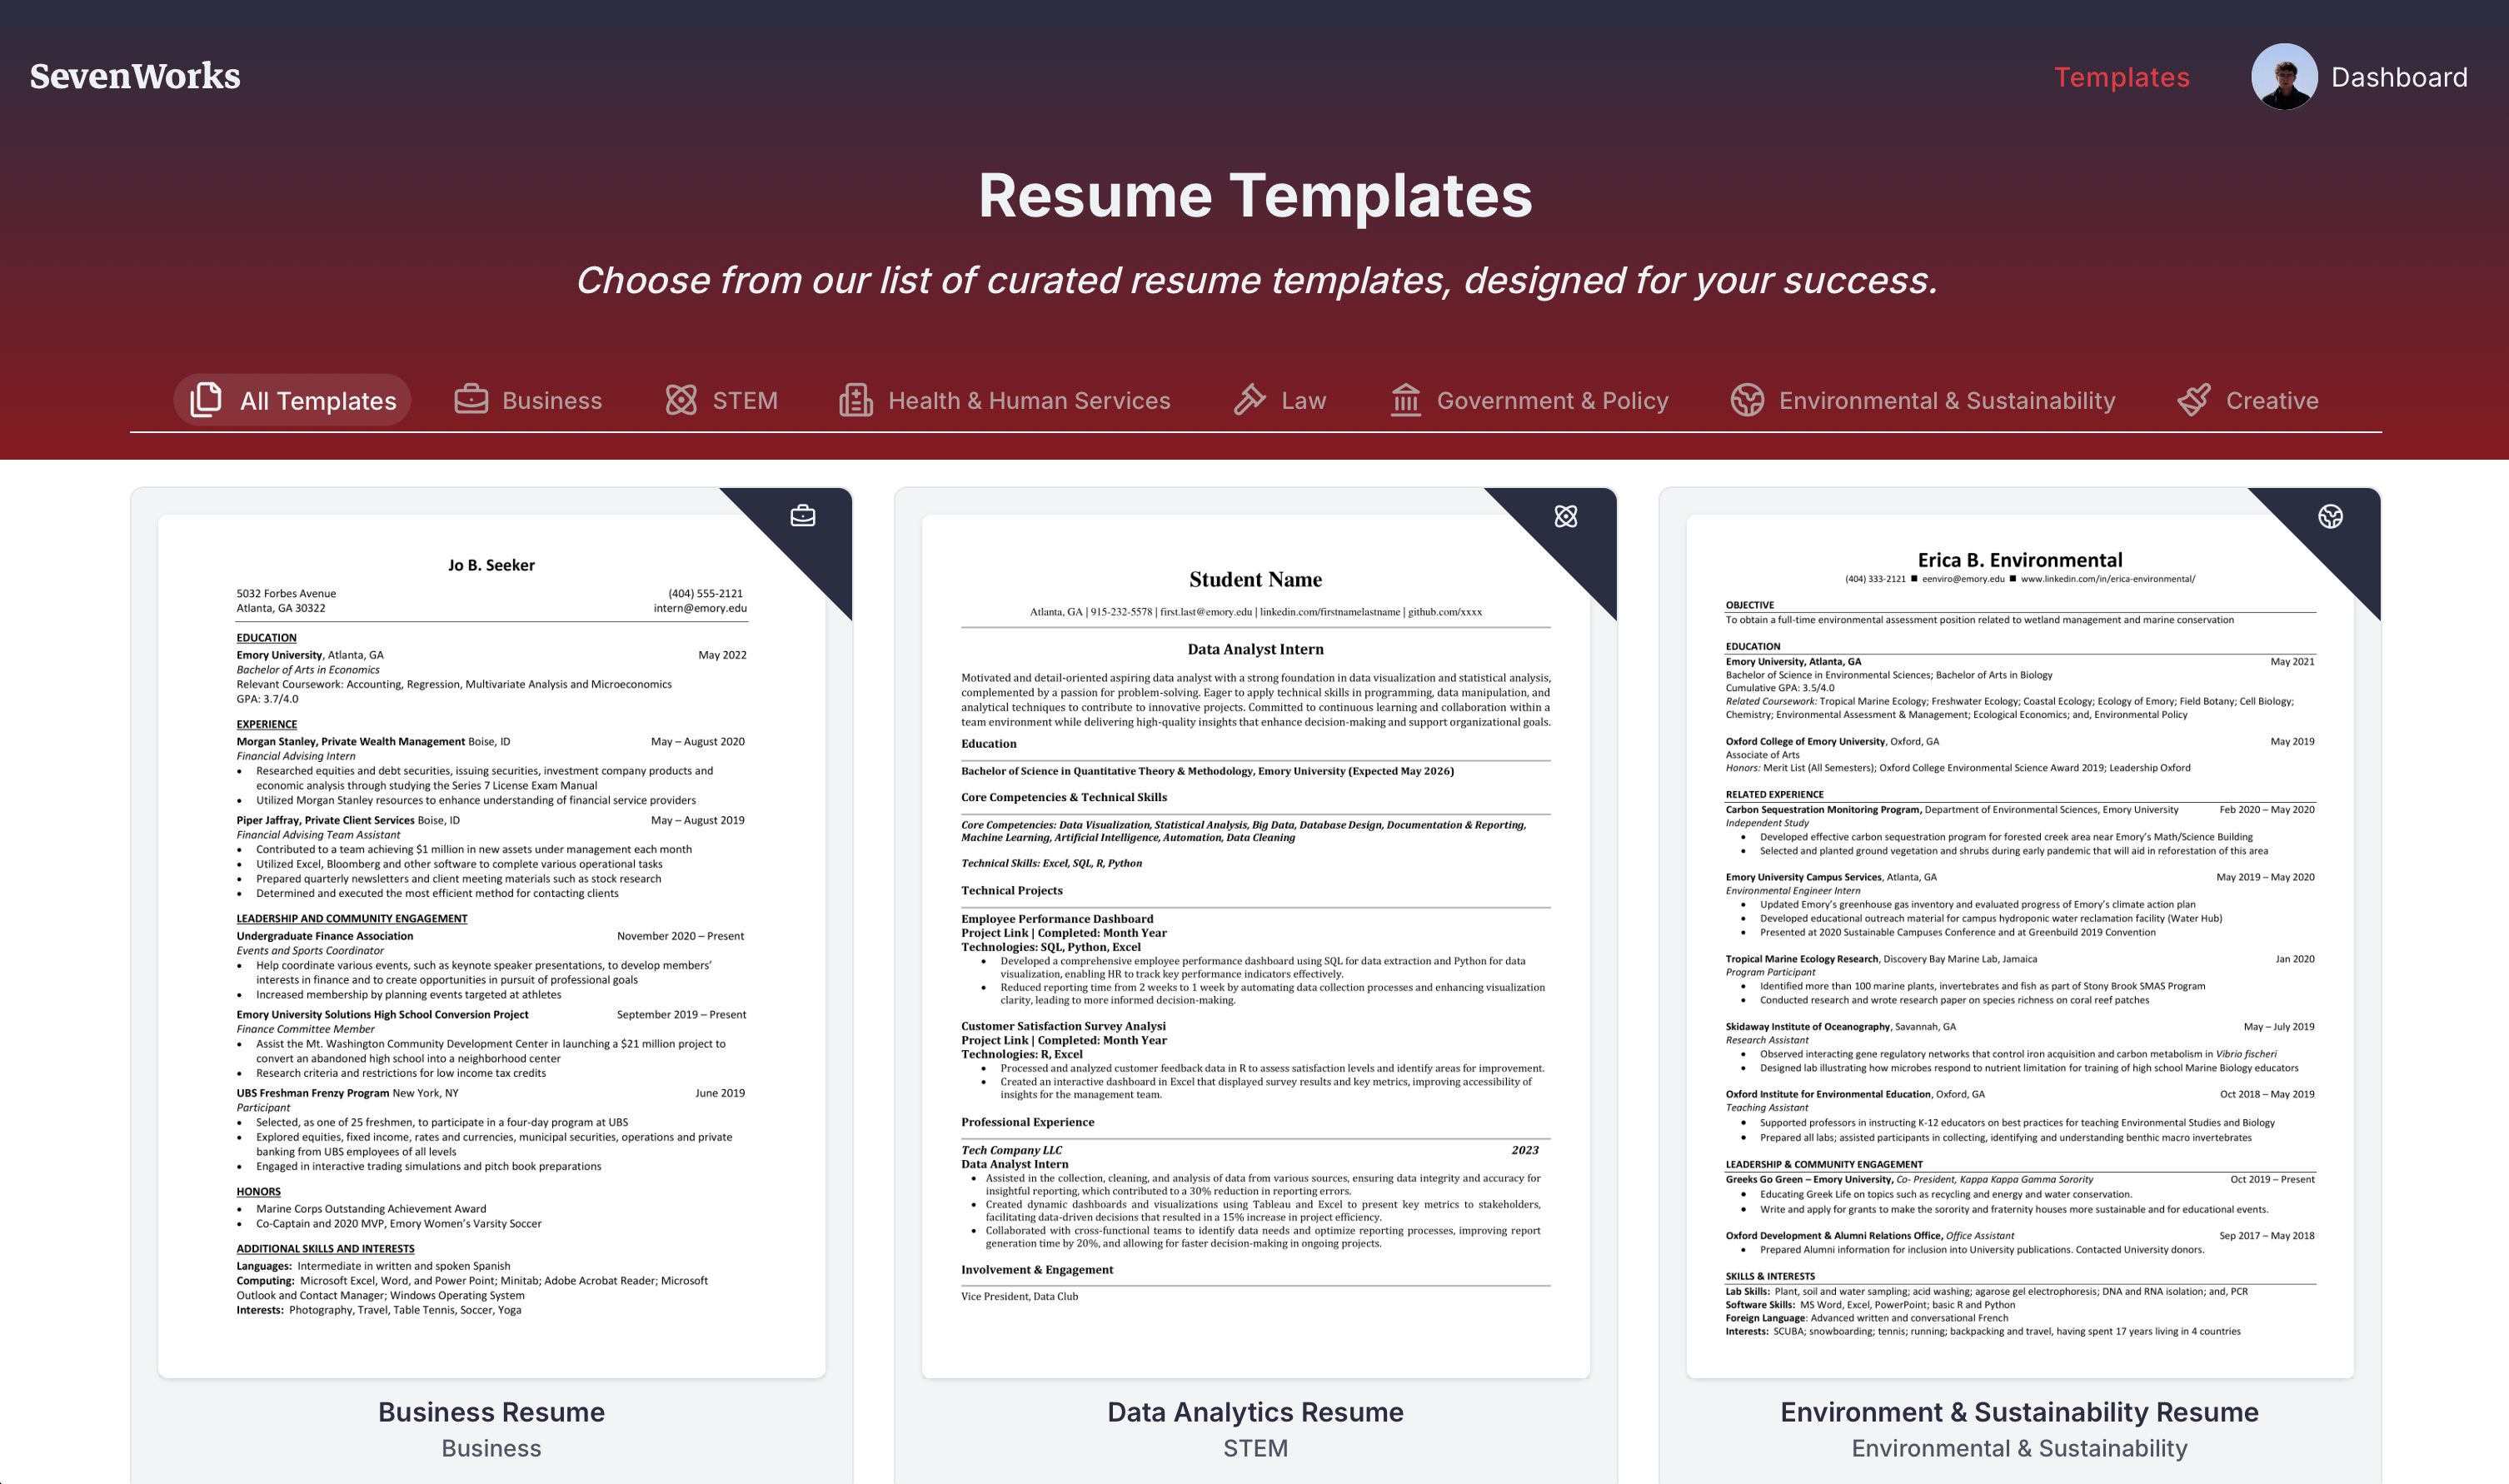 SevenWorks
Templates
Dashboard
Resume Templates
Choose from our list of curated resume templates, designed for your success.
All Templates
Business
STEM
Health & Human Services
Law
Government & Policy
Environmental & Sustainability
Creative
Jo B. Seeker
5032 Forbes Avenue (404) 555-2121
Atlanta, GA 30322 intern@emory.edu
EDUCATION
Emory University, Atlanta, GA May 2022
Bachelor of Arts in Economics
Relevant Coursework: Accounting, Regression, Multivariate Analysis and Microeconomics
GPA: 3.7/4.0
EXPERIENCE
Morgan Stanley, Private Wealth Management Boise, ID May – August 2020
Financial Advising Intern
• Researched equities and debt securities, issuing securities, investment company products and
economic analysis through studying the Series 7 License Exam Manual
• Utilized Morgan Stanley resources to enhance understanding of financial service providers
Piper Jaffray, Private Client Services Boise, ID May – August 2019
Financial Advising Team Assistant
• Contributed to a team achieving $1 million in new assets under management each month
• Utilized Excel, Bloomberg and other software to complete various operational tasks
• Prepared quarterly newsletters and client meeting materials such as stock research
• Determined and executed the most efficient method for contacting clients
LEADERSHIP AND COMMUNITY ENGAGEMENT
Undergraduate Finance Association November 2020 – Present
Events and Sports Coordinator
• Help coordinate various events, such as keynote speaker presentations, to develop members’
interests in finance and to create opportunities in pursuit of professional goals
• Increased membership by planning events targeted at athletes
Emory University Solutions High School Conversion Project September 2019 – Present
Finance Committee Member
• Assist the Mt. Washington Community Development Center in launching a $21 million project to
convert an abandoned high school into a neighborhood center
• Research criteria and restrictions for low income tax credits
UBS Freshman Frenzy Program New York, NY June 2019
Participant
• Selected, as one of 25 freshmen, to participate in a four-day program at UBS
• Explored equities, fixed income, rates and currencies, municipal securities, operations and private
banking from UBS employees of all levels
• Engaged in interactive trading simulations and pitch book preparations
HONORS
• Marine Corps Outstanding Achievement Award
• Co-Captain and 2020 MVP, Emory Women’s Varsity Soccer
ADDITIONAL SKILLS AND INTERESTS
Languages: Intermediate in written and spoken Spanish
Computing: Microsoft Excel, Word, and Power Point; Minitab; Adobe Acrobat Reader; Microsoft
Outlook and Contact Manager; Windows Operating System
Interests: Photography, Travel, Table Tennis, Soccer, Yoga
Business Resume
Business
Student Name
Atlanta, GA | 915-232-5578 | first.last@emory.edu | linkedin.com/firstnamelastname | github.com/xxxx
Data Analyst Intern
Motivated and detail-oriented aspiring data analyst with a strong foundation in data visualization and statistical analysis,
complemented by a passion for problem-solving. Eager to apply technical skills in programming, data manipulation, and
analytical techniques to contribute to innovative projects. Committed to continuous learning and collaboration within a
team environment while delivering high-quality insights that enhance decision-making and support organizational goals.
Education
Bachelor of Science in Quantitative Theory & Methodology, Emory University (Expected May 2026)
Core Competencies & Technical Skills
Core Competencies: Data Visualization, Statistical Analysis, Big Data, Database Design, Documentation & Reporting,
Machine Learning, Artificial Intelligence, Automation, Data Cleaning
Technical Skills: Excel, SQL, R, Python
Technical Projects
Employee Performance Dashboard
Project Link | Completed: Month Year
Technologies: SQL, Python, Excel
• Developed a comprehensive employee performance dashboard using SQL for data extraction and Python for data
visualization, enabling HR to track key performance indicators effectively.
• Reduced reporting time from 2 weeks to 1 week by automating data collection processes and enhancing visualization
clarity, leading to more informed decision-making.
Customer Satisfaction Survey Analysi
Project Link | Completed: Month Year
Technologies: R, Excel
• Processed and analyzed customer feedback data in R to assess satisfaction levels and identify areas for improvement.
• Created an interactive dashboard in Excel that displayed survey results and key metrics, improving accessibility of
insights for the management team.
Professional Experience
Tech Company LLC 2023
Data Analyst Intern
• Assisted in the collection, cleaning, and analysis of data from various sources, ensuring data integrity and accuracy for
insightful reporting, which contributed to a 30% reduction in reporting errors.
• Created dynamic dashboards and visualizations using Tableau and Excel to present key metrics to stakeholders,
facilitating data-driven decisions that resulted in a 15% increase in project efficiency.
• Collaborated with cross-functional teams to identify data needs and optimize reporting processes, improving report
generation time by 20%, and allowing for faster decision-making in ongoing projects.
Involvement & Engagement
Vice President, Data Club
Data Analytics Resume
STEM
Erica B. Environmental
(404) 333-2121 ■ eenviro@emory.edu ■ www.linkedin.com/in/erica-environmental/
OBJECTIVE
To obtain a full-time environmental assessment position related to wetland management and marine conservation
EDUCATION
Emory University, Atlanta, GA May 2021
Bachelor of Science in Environmental Sciences; Bachelor of Arts in Biology
Cumulative GPA: 3.5/4.0
Related Coursework: Tropical Marine Ecology; Freshwater Ecology; Coastal Ecology; Ecology of Emory; Field Botany; Cell Biology;
Chemistry; Environmental Assessment & Management; Ecological Economics; and, Environmental Policy
Oxford College of Emory University, Oxford, GA May 2019
Associate of Arts
Honors: Merit List (All Semesters); Oxford College Environmental Science Award 2019; Leadership Oxford
RELATED EXPERIENCE
Carbon Sequestration Monitoring Program, Department of Environmental Sciences, Emory University Feb 2020 – May 2020
Independent Study
• Developed effective carbon sequestration program for forested creek area near Emory’s Math/Science Building
• Selected and planted ground vegetation and shrubs during early pandemic that will aid in reforestation of this area
Emory University Campus Services, Atlanta, GA May 2019 – May 2020
Environmental Engineer Intern
• Updated Emory’s greenhouse gas inventory and evaluated progress of Emory’s climate action plan
• Developed educational outreach material for campus hydroponic water reclamation facility (Water Hub)
• Presented at 2020 Sustainable Campuses Conference and at Greenbuild 2019 Convention
Tropical Marine Ecology Research, Discovery Bay Marine Lab, Jamaica Jan 2020
Program Participant
• Identified more than 100 marine plants, invertebrates and fish as part of Stony Brook SMAS Program
• Conducted research and wrote research paper on species richness on coral reef patches
Skidaway Institute of Oceanography, Savannah, GA May – July 2019
Research Assistant
• Observed interacting gene regulatory networks that control iron acquisition and carbon metabolism in Vibrio fischeri
• Designed lab illustrating how microbes respond to nutrient limitation for training of high school Marine Biology educators
Oxford Institute for Environmental Education, Oxford, GA Oct 2018 – May 2019
Teaching Assistant
• Supported professors in instructing K-12 educators on best practices for teaching Environmental Studies and Biology
• Prepared all labs; assisted participants in collecting, identifying and understanding benthic macro invertebrates
LEADERSHIP & COMMUNITY ENGAGEMENT
Greeks Go Green – Emory University, Co- President, Kappa Kappa Gamma Sorority Oct 2019 – Present
• Educating Greek Life on topics such as recycling and energy and water conservation.
• Write and apply for grants to make the sorority and fraternity houses more sustainable and for educational events.
Oxford Development & Alumni Relations Office, Office Assistant Sep 2017 – May 2018
• Prepared Alumni information for inclusion into University publications. Contacted University donors.
SKILLS & INTERESTS
Lab Skills: Plant, soil and water sampling; acid washing; agarose gel electrophoresis; DNA and RNA isolation; and, PCR
Software Skills: MS Word, Excel, PowerPoint; basic R and Python
Foreign Language: Advanced written and conversational French
Interests: SCUBA; snowboarding; tennis; running; backpacking and travel, having spent 17 years living in 4 countries
Environment & Sustainability Resume
Environmental & Sustainability